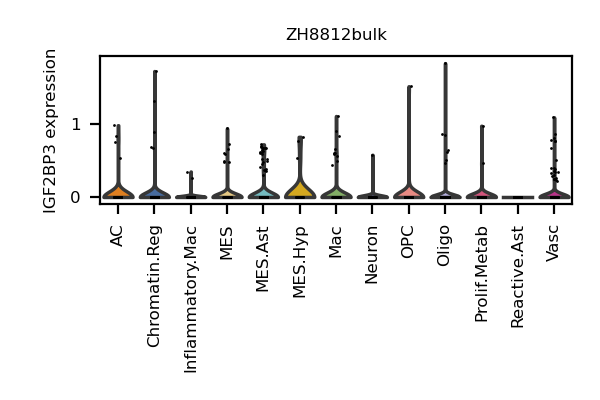 ZH8812bulk
IGF2BP3 expression
1
0
AC
Chromatin.Reg
Inflammatory.Mac
MES
MES.Ast
MES.Hyp
Mac
Neuron
OPC
Oligo
Prolif.Metab
Reactive.Ast
Vasc